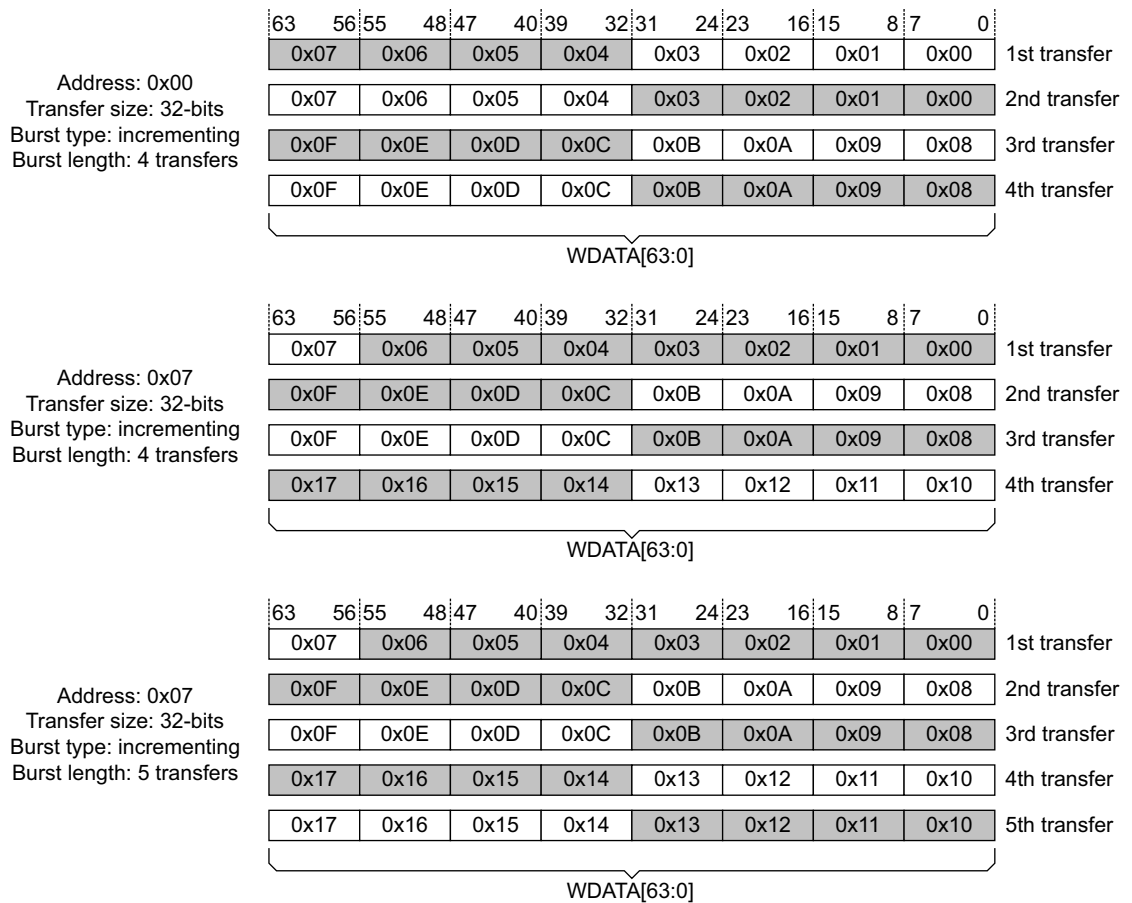 63 56 55 48 47 40 39 32 31 24 23 16 15 8 7 0
0x07 0x06 0x05 0x04 0x03 0x02 0x01 0x00 1st transfer
Address: 0x00
Transfer size: 32-bits
Burst type: incrementing
Burst length: 4 transfers
0x07 0x06 0x05 0x04 0x03 0x02 0x01 0x00 2nd transfer
0x0F 0x0E 0x0D 0x0C 0x0B 0x0A 0x09 0x08 3rd transfer
0x0F 0x0E 0x0D 0x0C 0x0B 0x0A 0x09 0x08 4th transfer
WDATA[63:0]
63 56 55 48 47 40 39 32 31 24 23 16 15 8 7 0
0x07 0x06 0x05 0x04 0x03 0x02 0x01 0x00 1st transfer
Address: 0x07
Transfer size: 32-bits
Burst type: incrementing
Burst length: 4 transfers
0x0F 0x0E 0x0D 0x0C 0x0B 0x0A 0x09 0x08 2nd transfer
0x0F 0x0E 0x0D 0x0C 0x0B 0x0A 0x09 0x08 3rd transfer
0x17 0x16 0x15 0x14 0x13 0x12 0x11 0x10 4th transfer
WDATA[63:0]
63 56 55 48 47 40 39 32 31 24 23 16 15 8 7 0
0x07 0x06 0x05 0x04 0x03 0x02 0x01 0x00 1st transfer
Address: 0x07
Transfer size: 32-bits
Burst type: incrementing
Burst length: 5 transfers
0x0F 0x0E 0x0D 0x0C 0x0B 0x0A 0x09 0x08 2nd transfer
0x0F 0x0E 0x0D 0x0C 0x0B 0x0A 0x09 0x08 3rd transfer
0x17 0x16 0x15 0x14 0x13 0x12 0x11 0x10 4th transfer
0x17 0x16 0x15 0x14 0x13 0x12 0x11 0x10 5th transfer
WDATA[63:0]